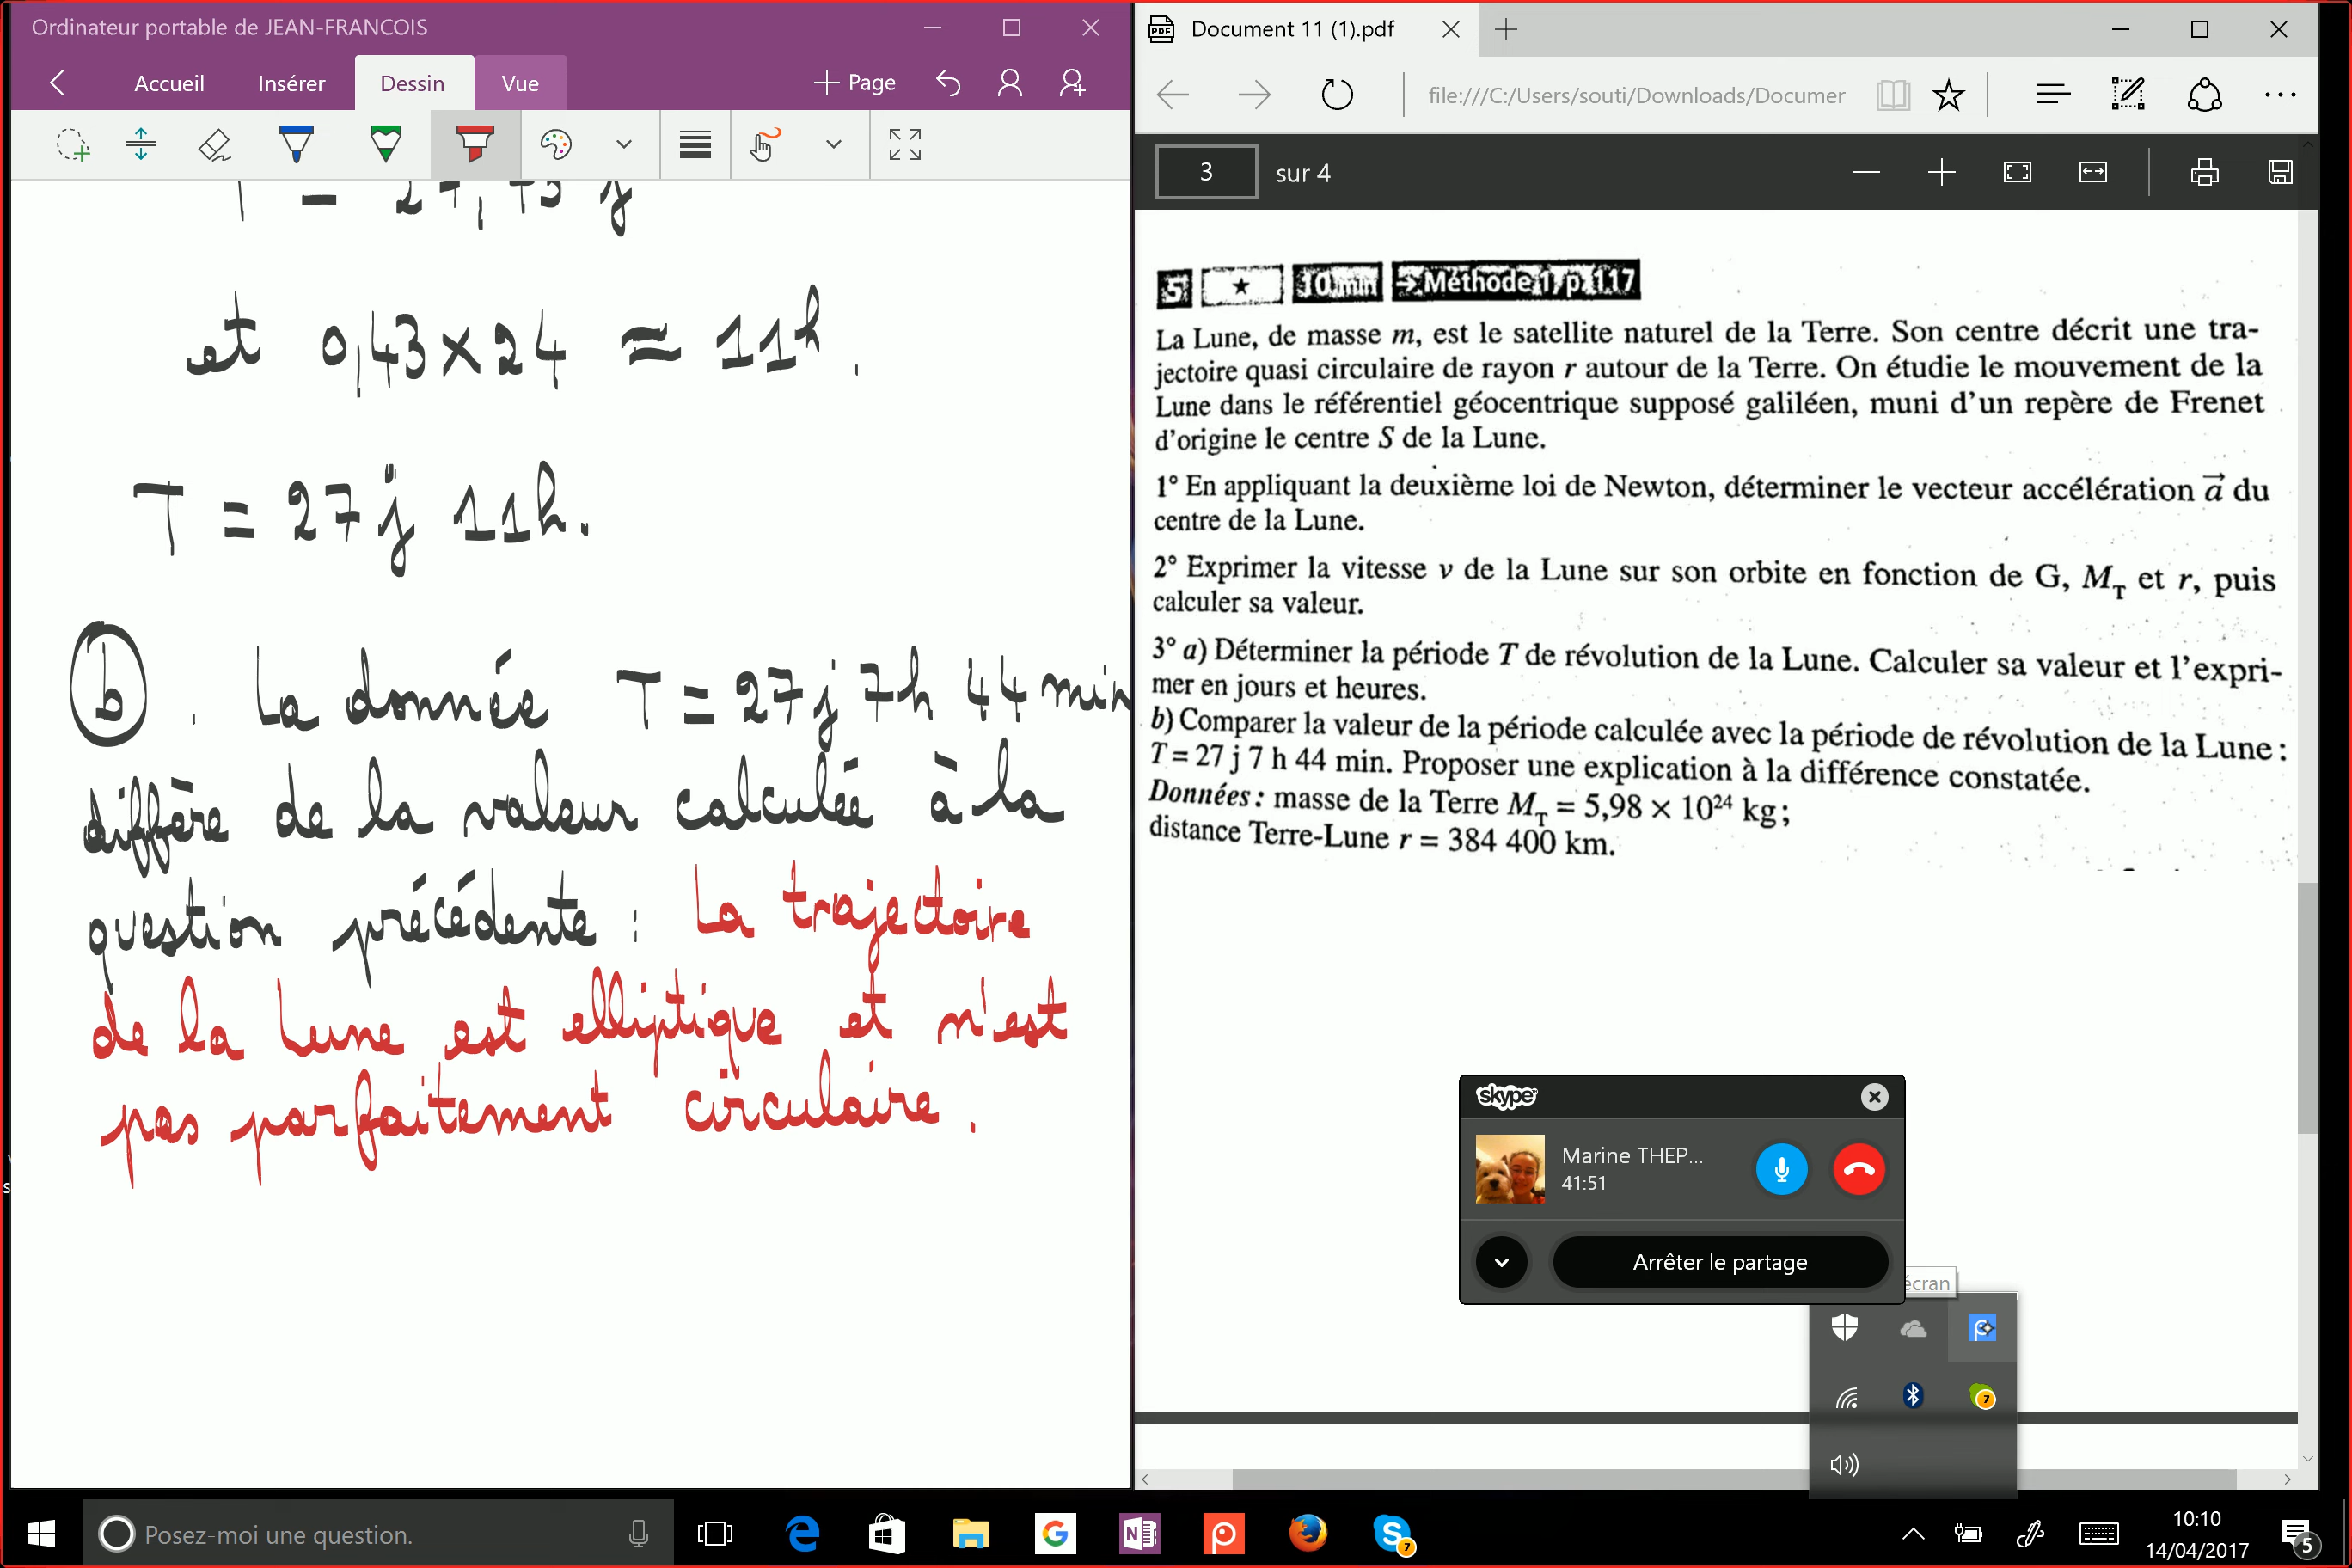 Ordinateur portable de JEAN-FRANCOIS
Accueil Insérer Dessin Vue
Page
et 0,43 × 24 ≈ 11h.
T = 27j 11h.
b. La donnée T = 27j 7h 44 min
diffère de la valeur calculée à la
question précédente : La trajectoire
de la Lune est elliptique et n'est
pas parfaitement circulaire.
Document 11 (1).pdf
file:///C:/Users/souti/Downloads/Documer
3 sur 4
5 ★ 10 min → Méthode 1, p. 117
La Lune, de masse m, est le satellite naturel de la Terre. Son centre décrit une tra-
jectoire quasi circulaire de rayon r autour de la Terre. On étudie le mouvement de la
Lune dans le référentiel géocentrique supposé galiléen, muni d'un repère de Frenet
d'origine le centre S de la Lune.
1° En appliquant la deuxième loi de Newton, déterminer le vecteur accélération a⃗ du
centre de la Lune.
2° Exprimer la vitesse v de la Lune sur son orbite en fonction de G, M_T et r, puis
calculer sa valeur.
3° a) Déterminer la période T de révolution de la Lune. Calculer sa valeur et l'expri-
mer en jours et heures.
b) Comparer la valeur de la période calculée avec la période de révolution de la Lune :
T = 27 j 7 h 44 min. Proposer une explication à la différence constatée.
Données : masse de la Terre M_T = 5,98 × 10²⁴ kg ;
distance Terre-Lune r = 384 400 km.
skype
Marine THEP...
41:51
Arrêter le partage
écran
Posez-moi une question.
10:10
14/04/2017
5